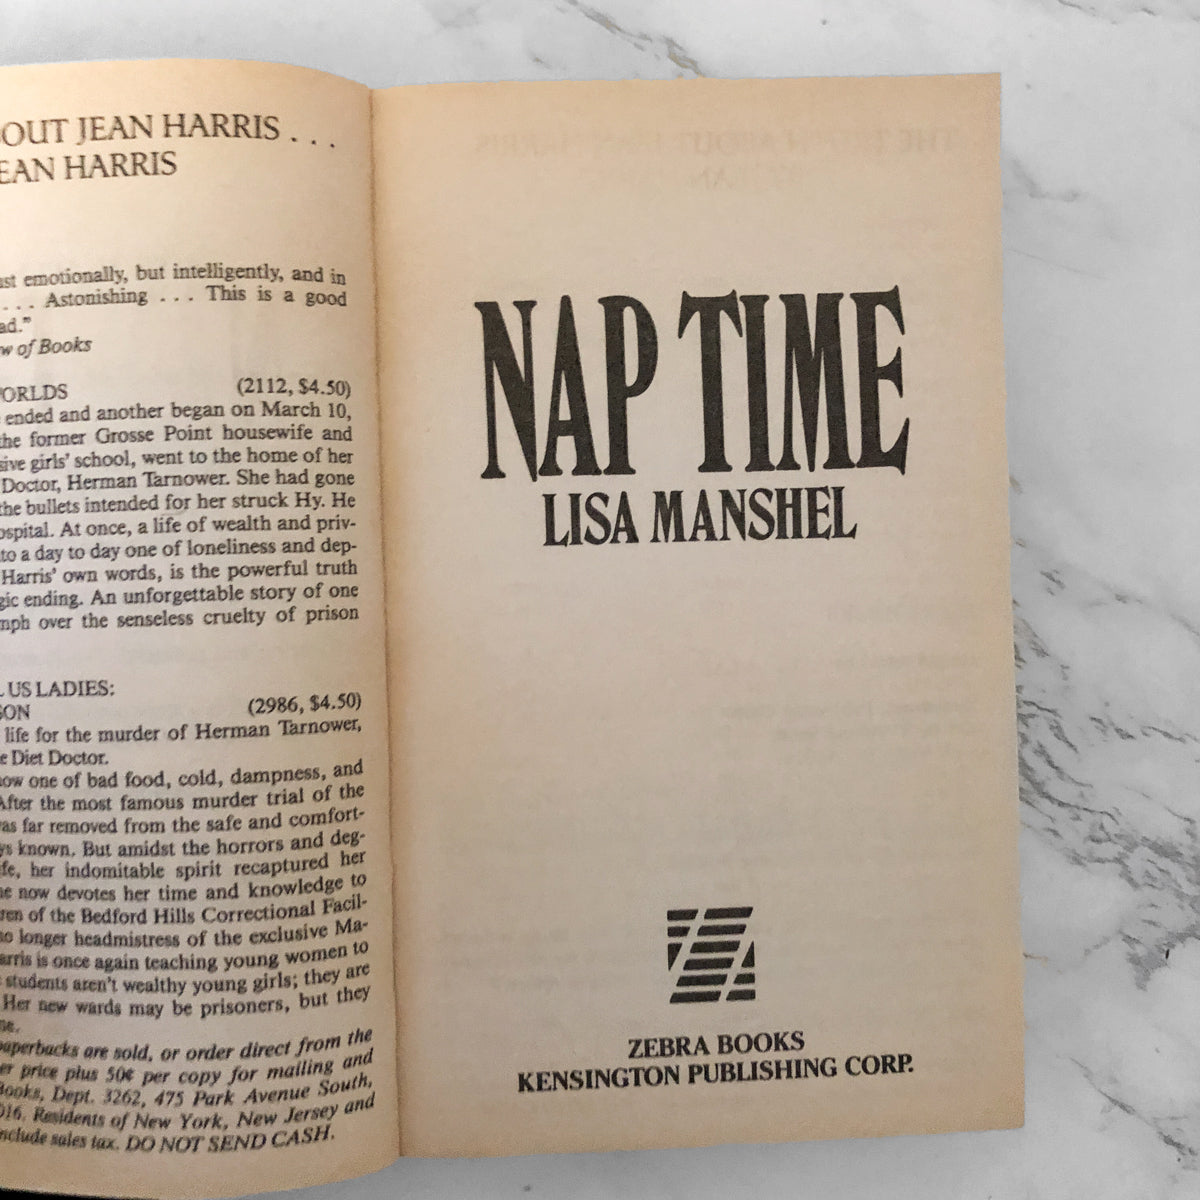 OUT JEAN HARRIS . . .
EAN HARRIS
emotionally, but intelligently, and in
. . . Astonishing . . . This is a good
ad."
w of Books
ORLDS (2112, $4.50)
ended and another began on March 10,
the former Grosse Point housewife and
sive girls' school, went to the home of her
Doctor, Herman Tarnower. She had gone
the bullets intended for her struck Hy. He
ospital. At once, a life of wealth and priv-
to a day to day one of loneliness and dep-
Harris' own words, is the powerful truth
gic ending. An unforgettable story of one
mph over the senseless cruelty of prison
L US LADIES:
SON (2986, $4.50)
life for the murder of Herman Tarnower,
e Diet Doctor.
now one of bad food, cold, dampness, and
After the most famous murder trial of the
as far removed from the safe and comfort-
ys known. But amidst the horrors and deg-
ife, her indomitable spirit recaptured her
he now devotes her time and knowledge to
ren of the Bedford Hills Correctional Facil-
no longer headmistress of the exclusive Ma-
arris is once again teaching young women to
students aren't wealthy young girls; they are
Her new wards may be prisoners, but they
ne.
paperbacks are sold, or order direct from the
er price plus 50¢ per copy for mailing and
Books, Dept. 3262, 475 Park Avenue South,
016. Residents of New York, New Jersey and
nclude sales tax. DO NOT SEND CASH.
NAP TIME
LISA MANSHEL
ZEBRA BOOKS
KENSINGTON PUBLISHING CORP.